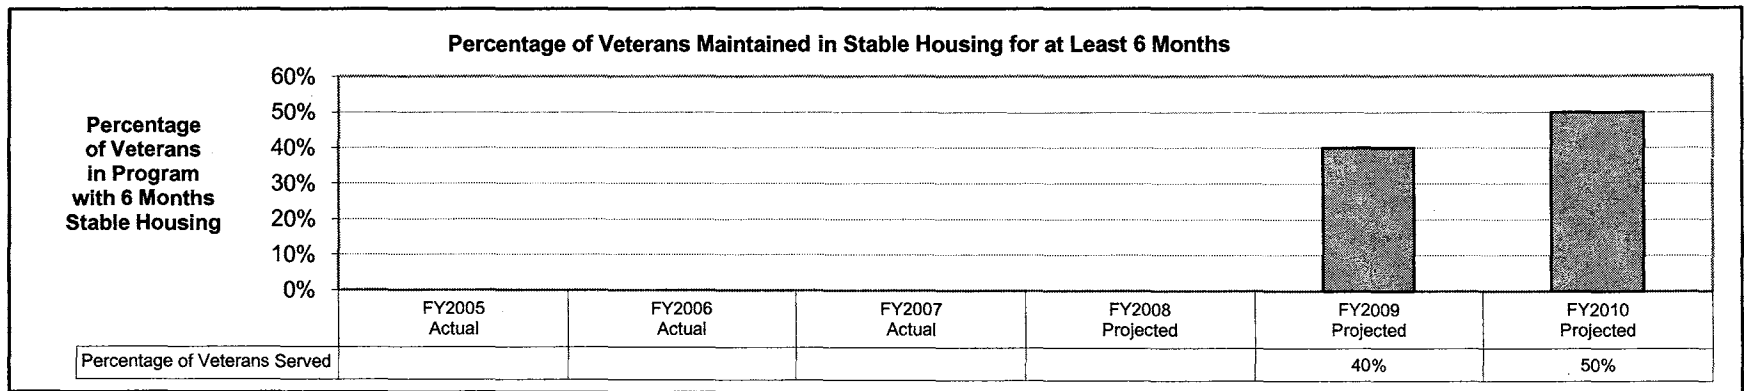 Percentage of Veterans Maintained in Stable Housing for at Least 6 Months
Percentage
of Veterans
in Program
with 6 Months
Stable Housing
60%
50%
40%
30%
20%
10%
0%
FY2005 FY2006 FY2007 FY2008 FY2009 FY2010
Actual Actual Actual Projected Projected Projected
Percentage of Veterans Served 40% 50%